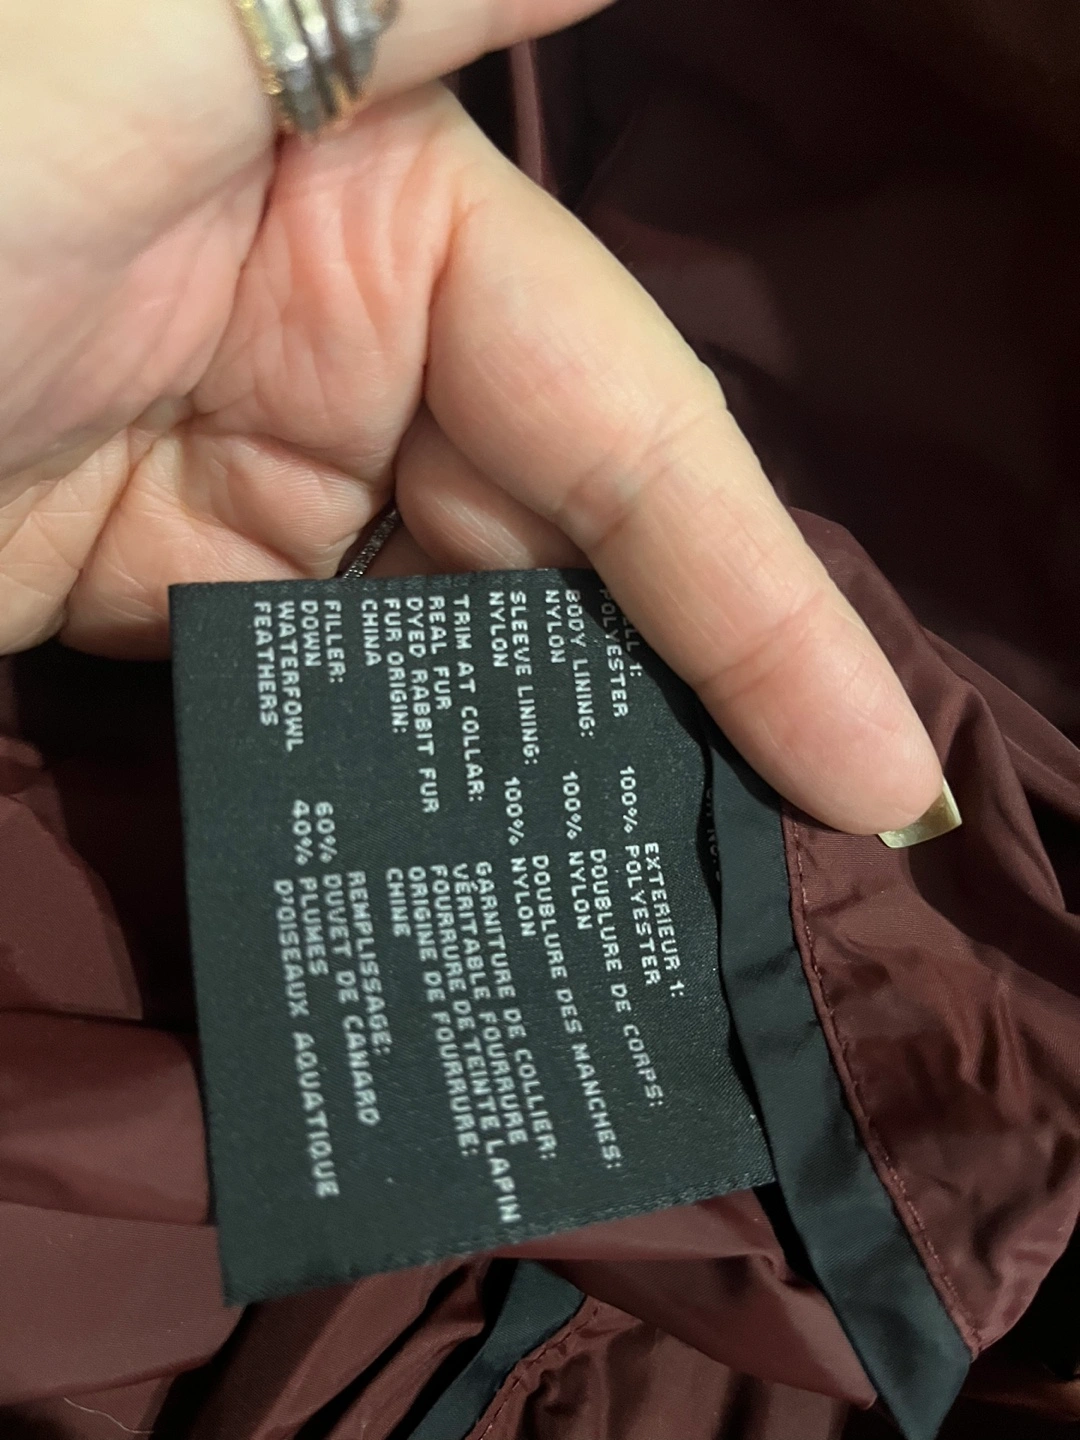 POLYESTER 100%
BODY LINING:
NYLON 100%
SLEEVE LINING:
NYLON 100%
TRIM AT COLLAR:
REAL FUR
DYED RABBIT FUR
FUR ORIGIN:
CHINA
FILLER:
DOWN 60%
WATERFOWL 40%
FEATHERS
EXTERIEUR 1:
POLYESTER
DOUBLURE DE CORPS:
NYLON
DOUBLURE DES MANCHES:
NYLON
GARNITURE DE COLLIER:
VÉRITABLE FOURRURE
FOURRURE DE TEINTE LAPIN
ORIGINE DE FOURRURE:
CHINE
REMPLISSAGE:
DUVET DE CANARD
PLUMES
D'OISEAUX AQUATIQUE